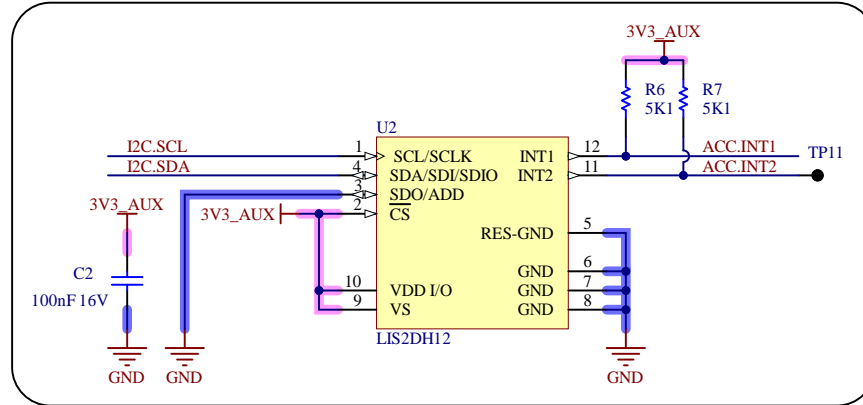 3V3_AUX
R6
5K1
R7
5K1
U2
I2C.SCL
1
SCL/SCLK
INT1
12
ACC.INT1
TP11
I2C.SDA
4
SDA/SDI/SDIO
INT2
11
ACC.INT2
3
SDO/ADD
3V3_AUX
3V3_AUX
2
CS
RES-GND
5
C2
100nF 16V
GND
6
10
VDD I/O
GND
7
9
VS
GND
8
LIS2DH12
GND
GND
GND